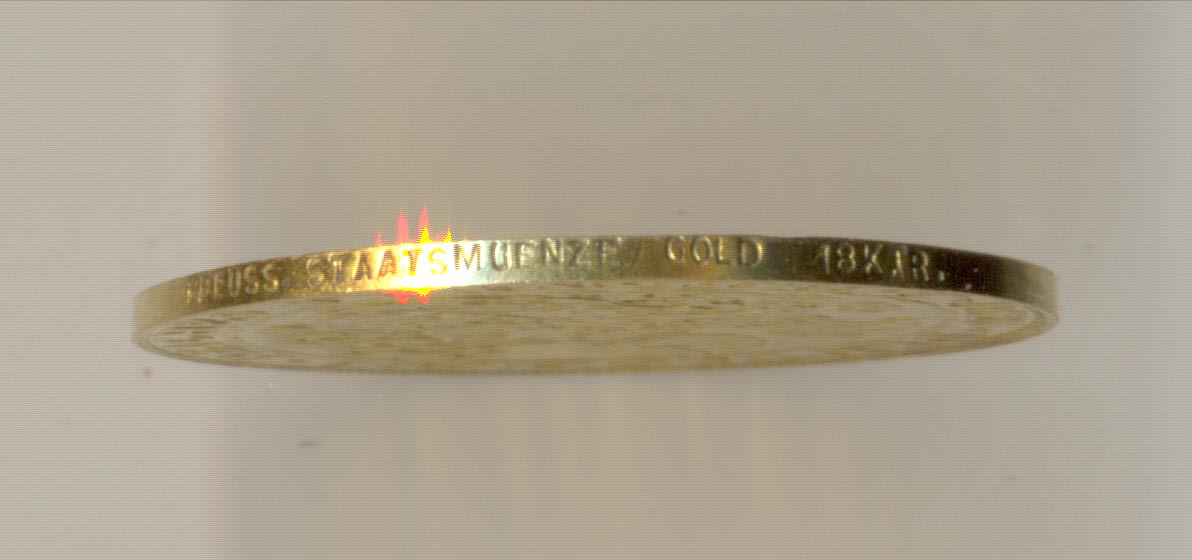 PREUSS. STAATSMUENZE GOLD 18KAR.